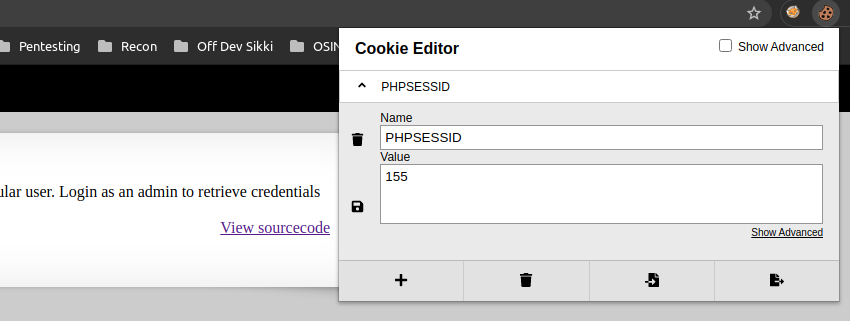 Pentesting
Recon
Off Dev Sikki
OSIN
Cookie Editor
Show Advanced
PHPSESSID
Name
PHPSESSID
Value
155
Show Advanced
ular user. Login as an admin to retrieve credentials
View sourcecode